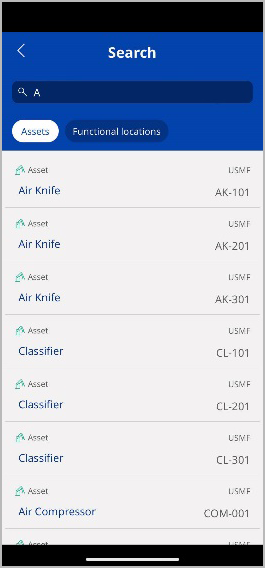 Search
A
Assets Functional locations
Asset USMF
Air Knife AK-101
Asset USMF
Air Knife AK-201
Asset USMF
Air Knife AK-301
Asset USMF
Classifier CL-101
Asset USMF
Classifier CL-201
Asset USMF
Classifier CL-301
Asset USMF
Air Compressor COM-001
Asset USMF